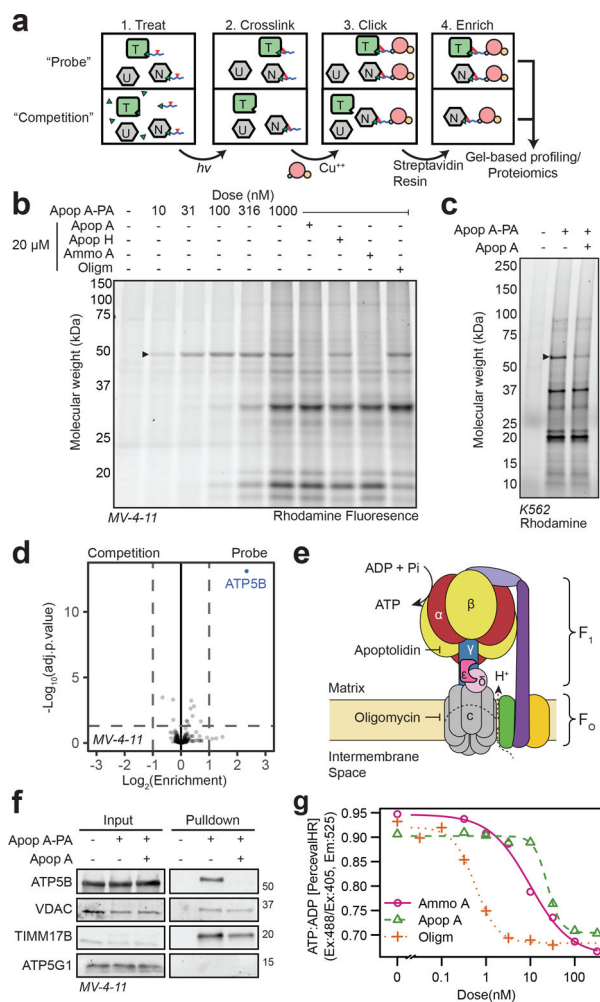 a
1. Treat 2. Crosslink 3. Click 4. Enrich
"Probe"
T T T T
U N U N U N N
"Competition"
T T T
U N U N U N N
hv Cu++ Streptavidin
Resin
Gel-based profiling/
Proteomics
b
Dose (nM)
Apop A-PA - 10 31 100 316 1000
20 µM
Apop A - - - - - - + - - -
Apop H - - - - - - - + - -
Ammo A - - - - - - - - + -
Oligm - - - - - - - - - +
Molecular weight (kDa)
150
100
75
50
37
25
20
MV-4-11
Rhodamine Fluoresence
c
Apop A-PA - + +
Apop A - - +
Molecular weight (kDa)
250
150
100
75
50
37
25
20
15
10
K562
Rhodamine
d
Competition Probe
ATP5B
-Log10(adj.p.value)
10
5
0
MV-4-11
-3 -2 -1 0 1 2 3
Log2(Enrichment)
e
ADP + Pi
ATP
β
α
Apoptolidin
γ
ε
δ
H+
F1
Matrix
Oligomycin
c
FO
Intermembrane
Space
f
Input Pulldown
Apop A-PA - + + - + +
Apop A - - + - - +
ATP5B 50
VDAC 37
TIMM17B 20
ATP5G1 15
MV-4-11
g
ATP:ADP [PercevalHR]
(Ex:488/Ex:405, Em:525)
0.95
0.90
0.85
0.80
0.75
0.70
Ammo A
Apop A
Oligm
0 0.1 1 10 100
Dose(nM)